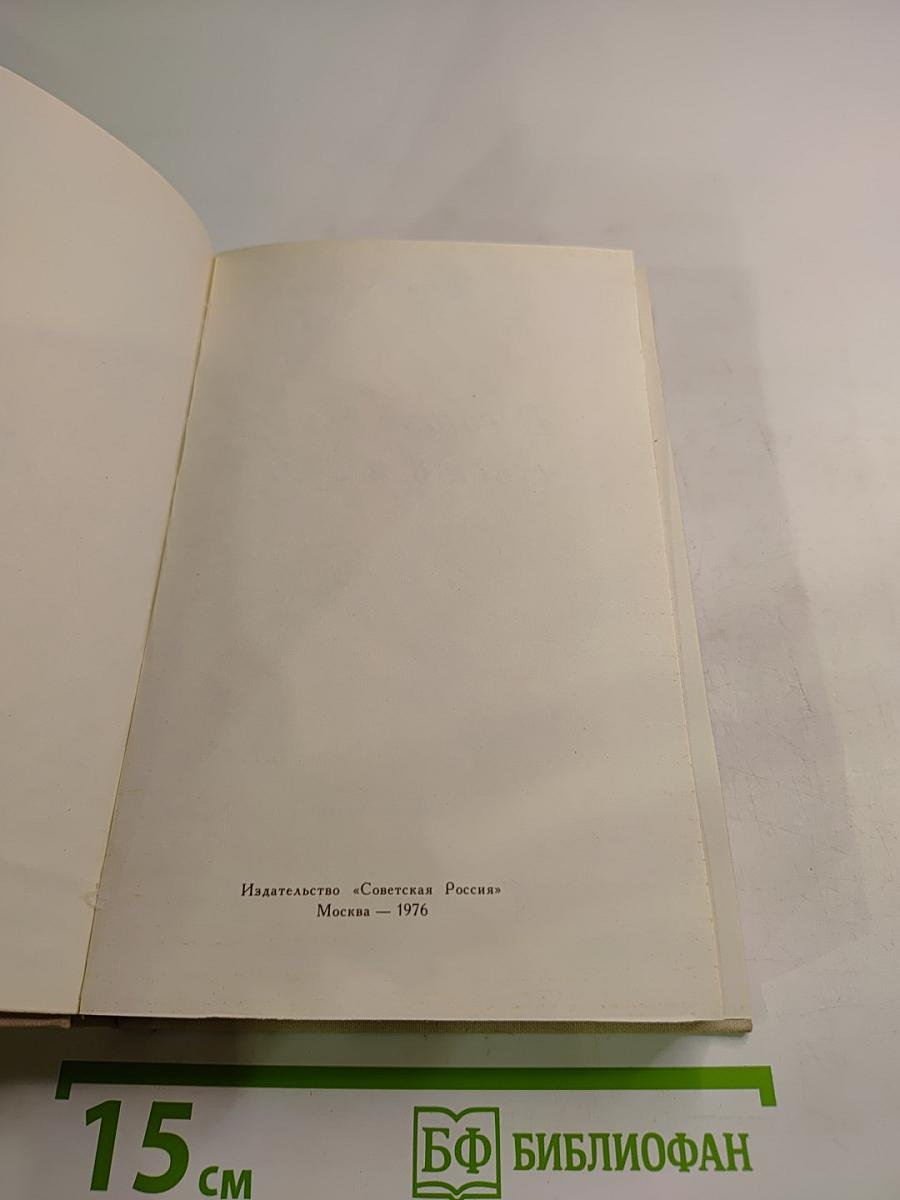 Издательство «Советская Россия»
Москва — 1976
15 см
БФ БИБЛИОФАН